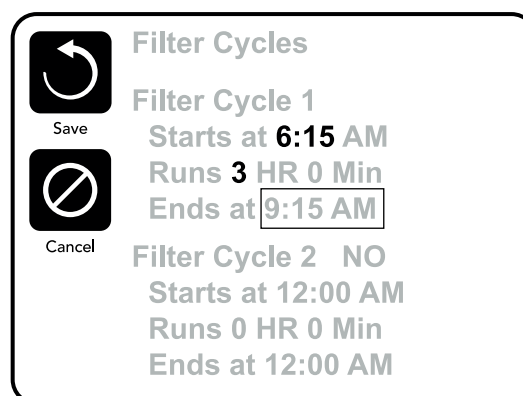 Save
Cancel
Filter Cycles
Filter Cycle 1
Starts at 6:15 AM
Runs 3 HR 0 Min
Ends at 9:15 AM
Filter Cycle 2 NO
Starts at 12:00 AM
Runs 0 HR 0 Min
Ends at 12:00 AM